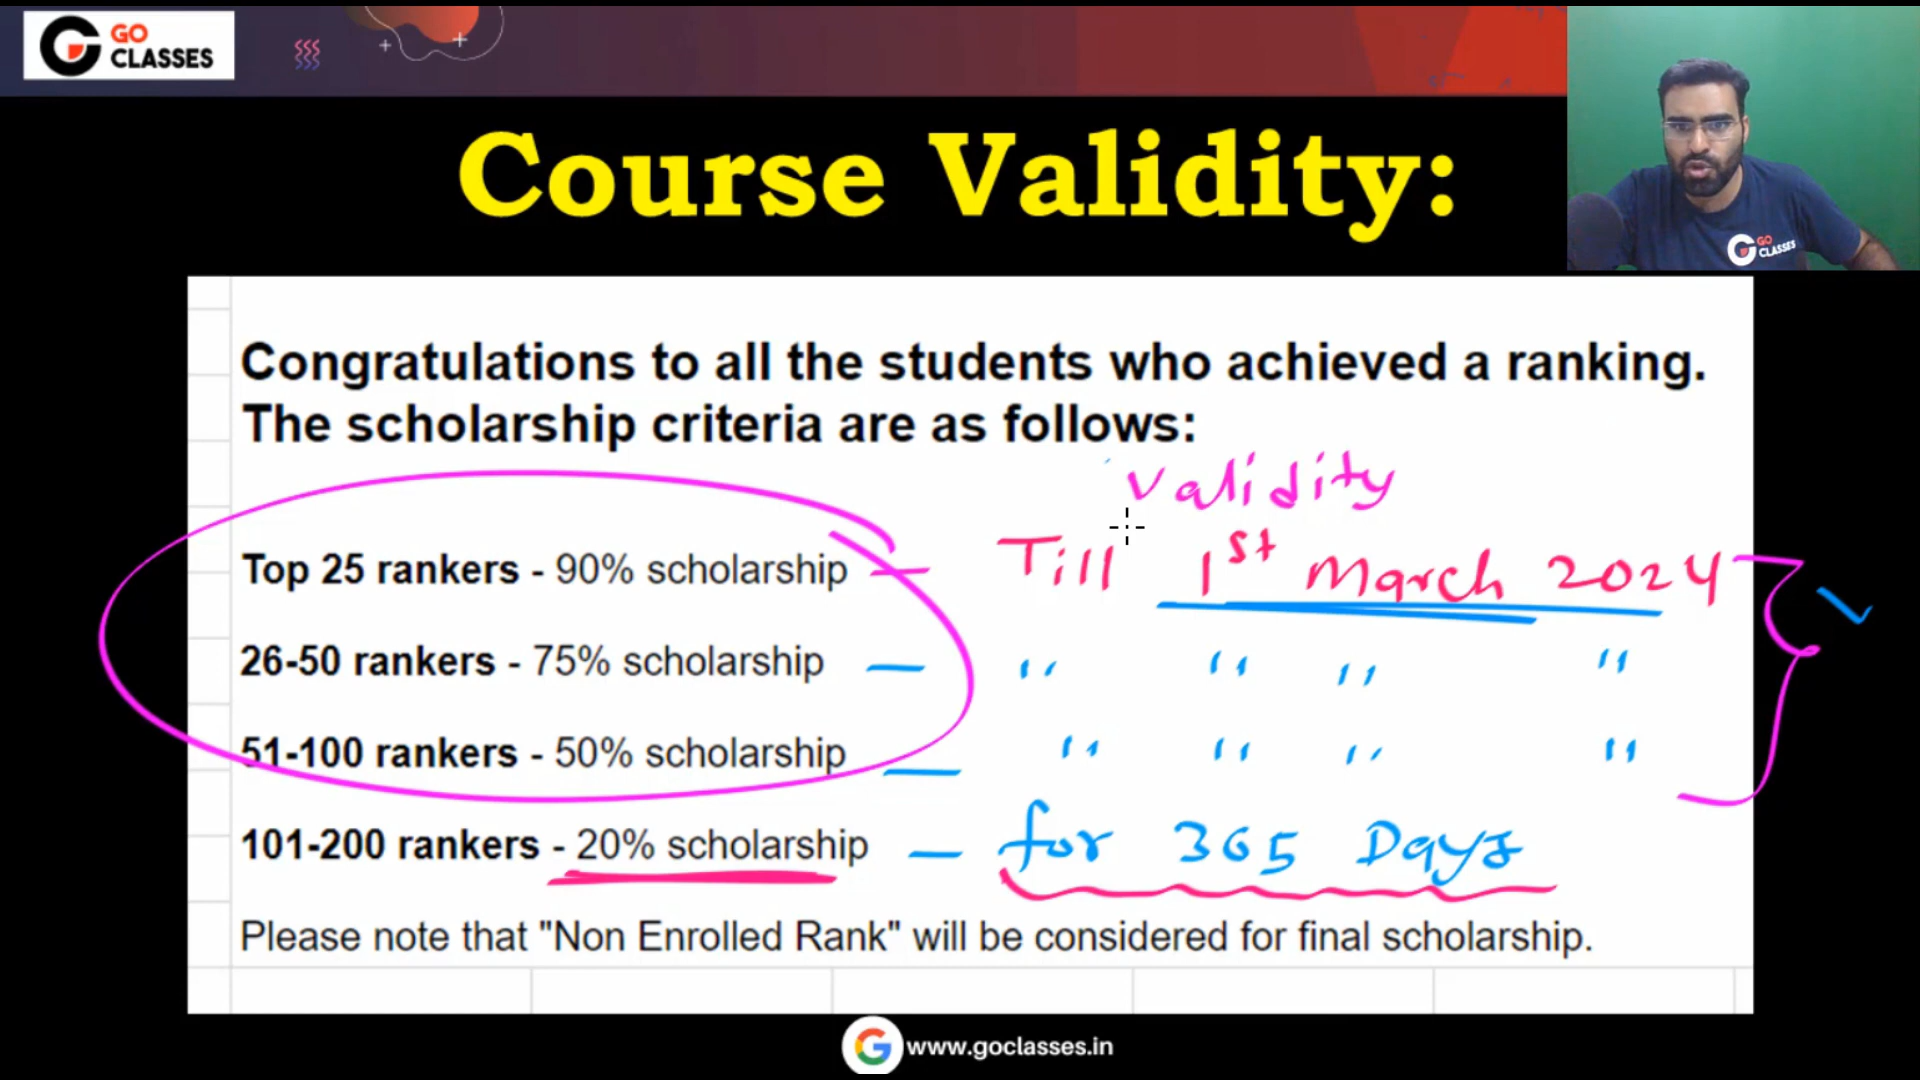 GO
CLASSES
Course Validity:
GO
CLASSES
Congratulations to all the students who achieved a ranking.
The scholarship criteria are as follows:
Validity
Top 25 rankers - 90% scholarship — Till 1st March 2024
26-50 rankers - 75% scholarship — " " " "
51-100 rankers - 50% scholarship — " " " "
101-200 rankers - 20% scholarship — for 365 Days
Please note that "Non Enrolled Rank" will be considered for final scholarship.
www.goclasses.in